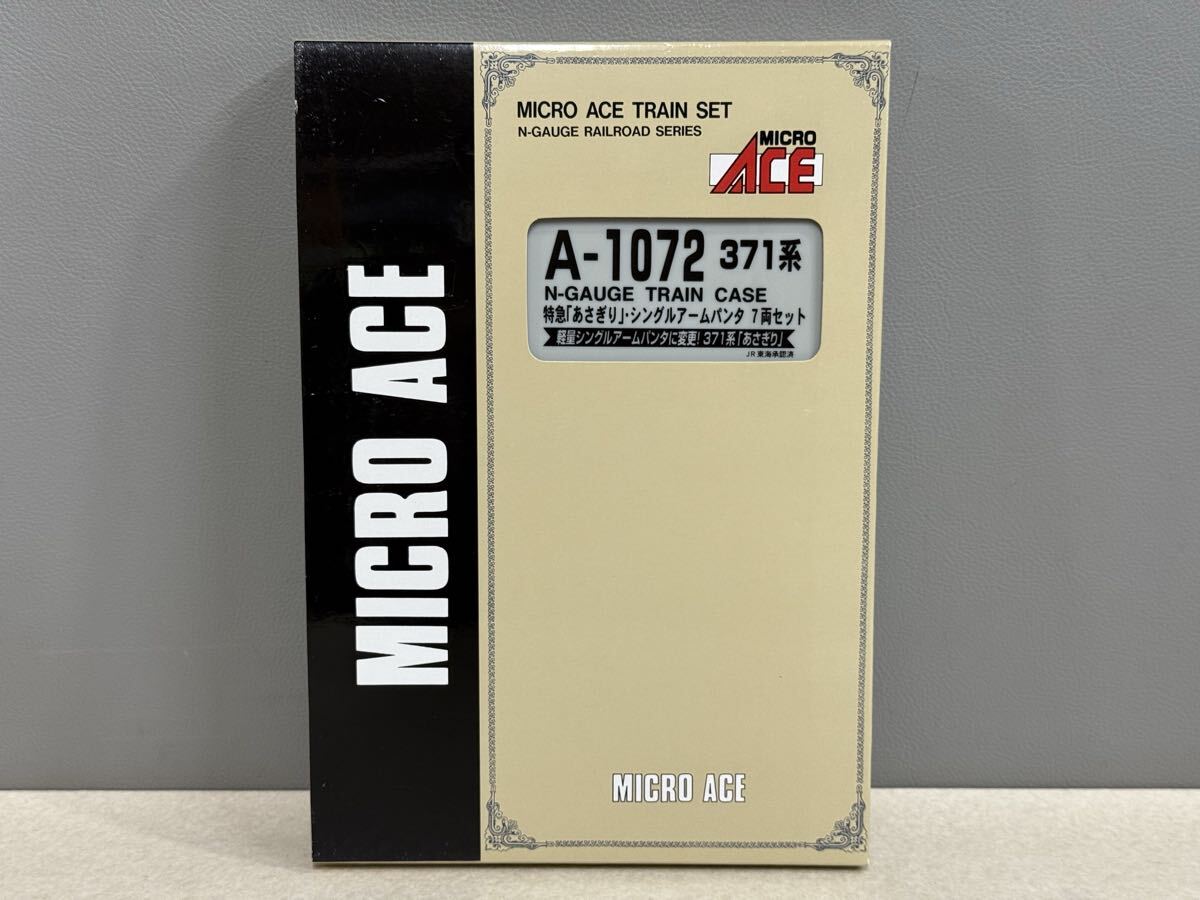 MICRO ACE
MICRO ACE TRAIN SET
N-GAUGE RAILROAD SERIES
MICRO
ACE
A-1072 371系
N-GAUGE TRAIN CASE
特急「あさぎり」・シングルアームパンタ 7両セット
軽量シングルアームパンタに変更! 371系「あさぎり」
JR東海承認済
MICRO ACE